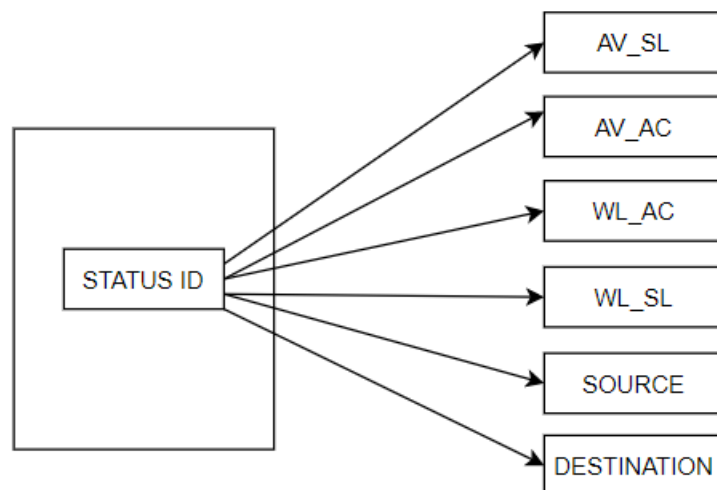 AV_SL
AV_AC
WL_AC
STATUS ID
WL_SL
SOURCE
DESTINATION